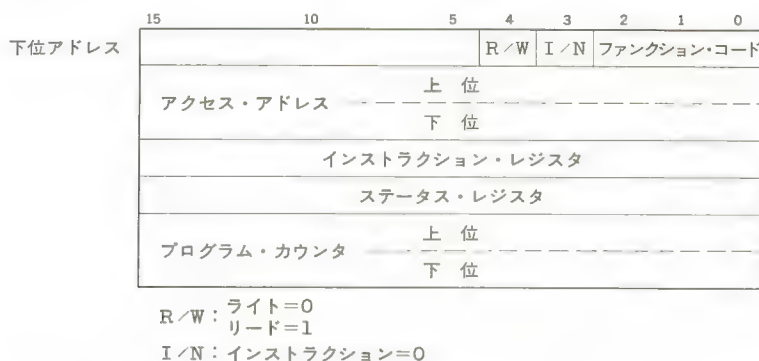 15 10 5 4 3 2 1 0
下位アドレス R/W I/N ファンクション・コード
上 位
アクセス・アドレス
下 位
インストラクション・レジスタ
ステータス・レジスタ
上 位
プログラム・カウンタ
下 位
R/W:ライト=0
リード=1
I/N:インストラクション=0